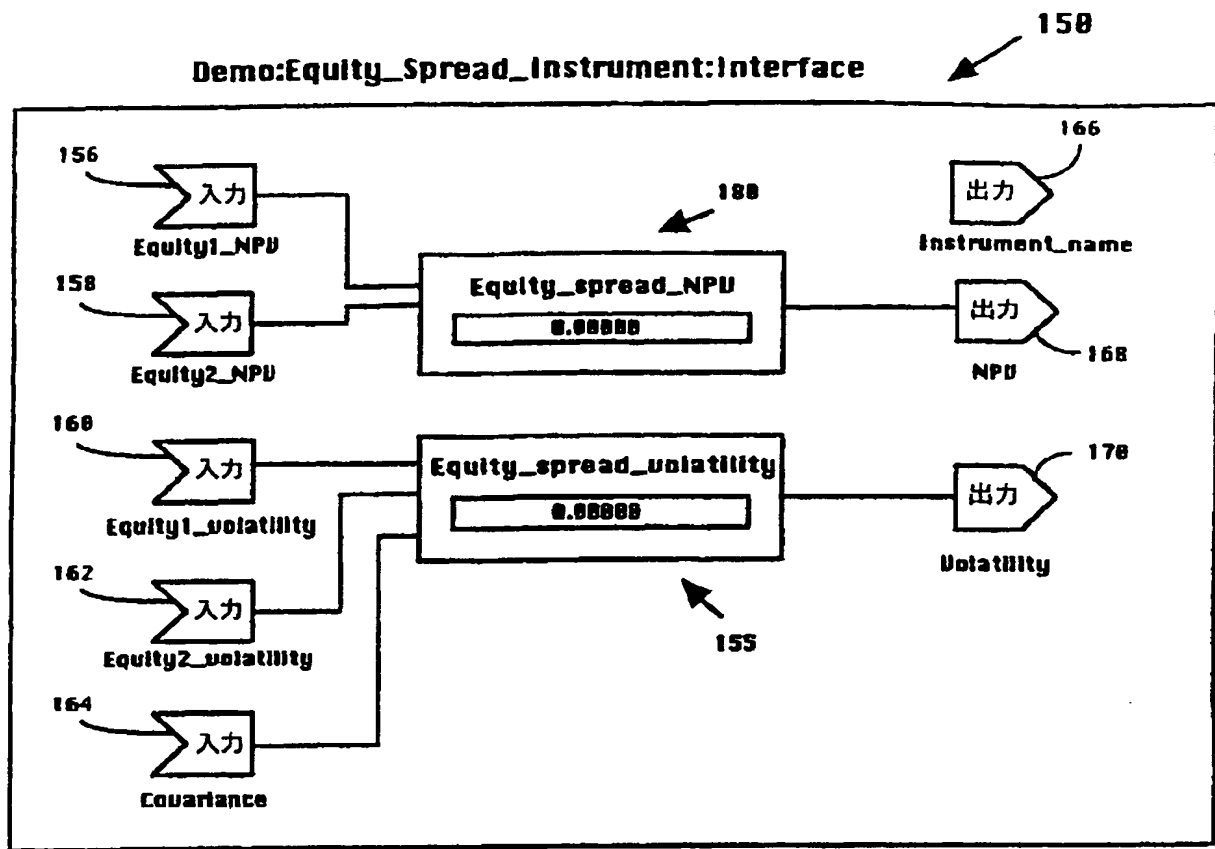 150
Demo:Equity_Spread_Instrument:Interface
156
入力
Equity1_NPV
158
入力
Equity2_NPV
180
Equity_spread_NPV
0.00000
166
出力
Instrument_name
出力
168
NPV
160
入力
Equity1_volatility
162
入力
Equity2_volatility
164
入力
Covariance
Equity_spread_volatility
0.00000
155
170
出力
Volatility